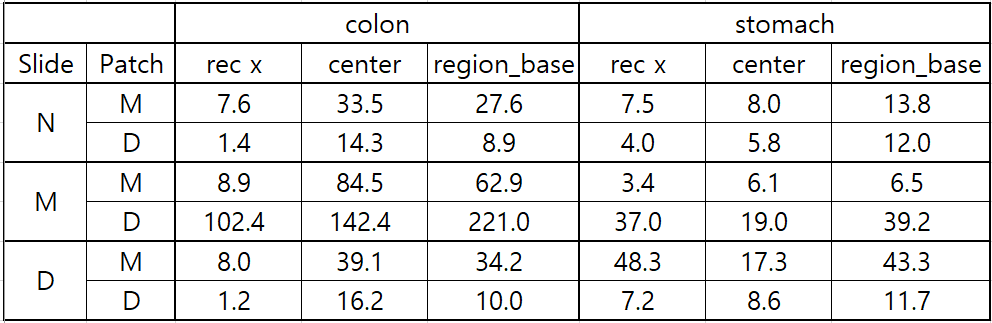 colon stomach
Slide Patch rec x center region_base rec x center region_base
N M 7.6 33.5 27.6 7.5 8.0 13.8
D 1.4 14.3 8.9 4.0 5.8 12.0
M M 8.9 84.5 62.9 3.4 6.1 6.5
D 102.4 142.4 221.0 37.0 19.0 39.2
D M 8.0 39.1 34.2 48.3 17.3 43.3
D 1.2 16.2 10.0 7.2 8.6 11.7